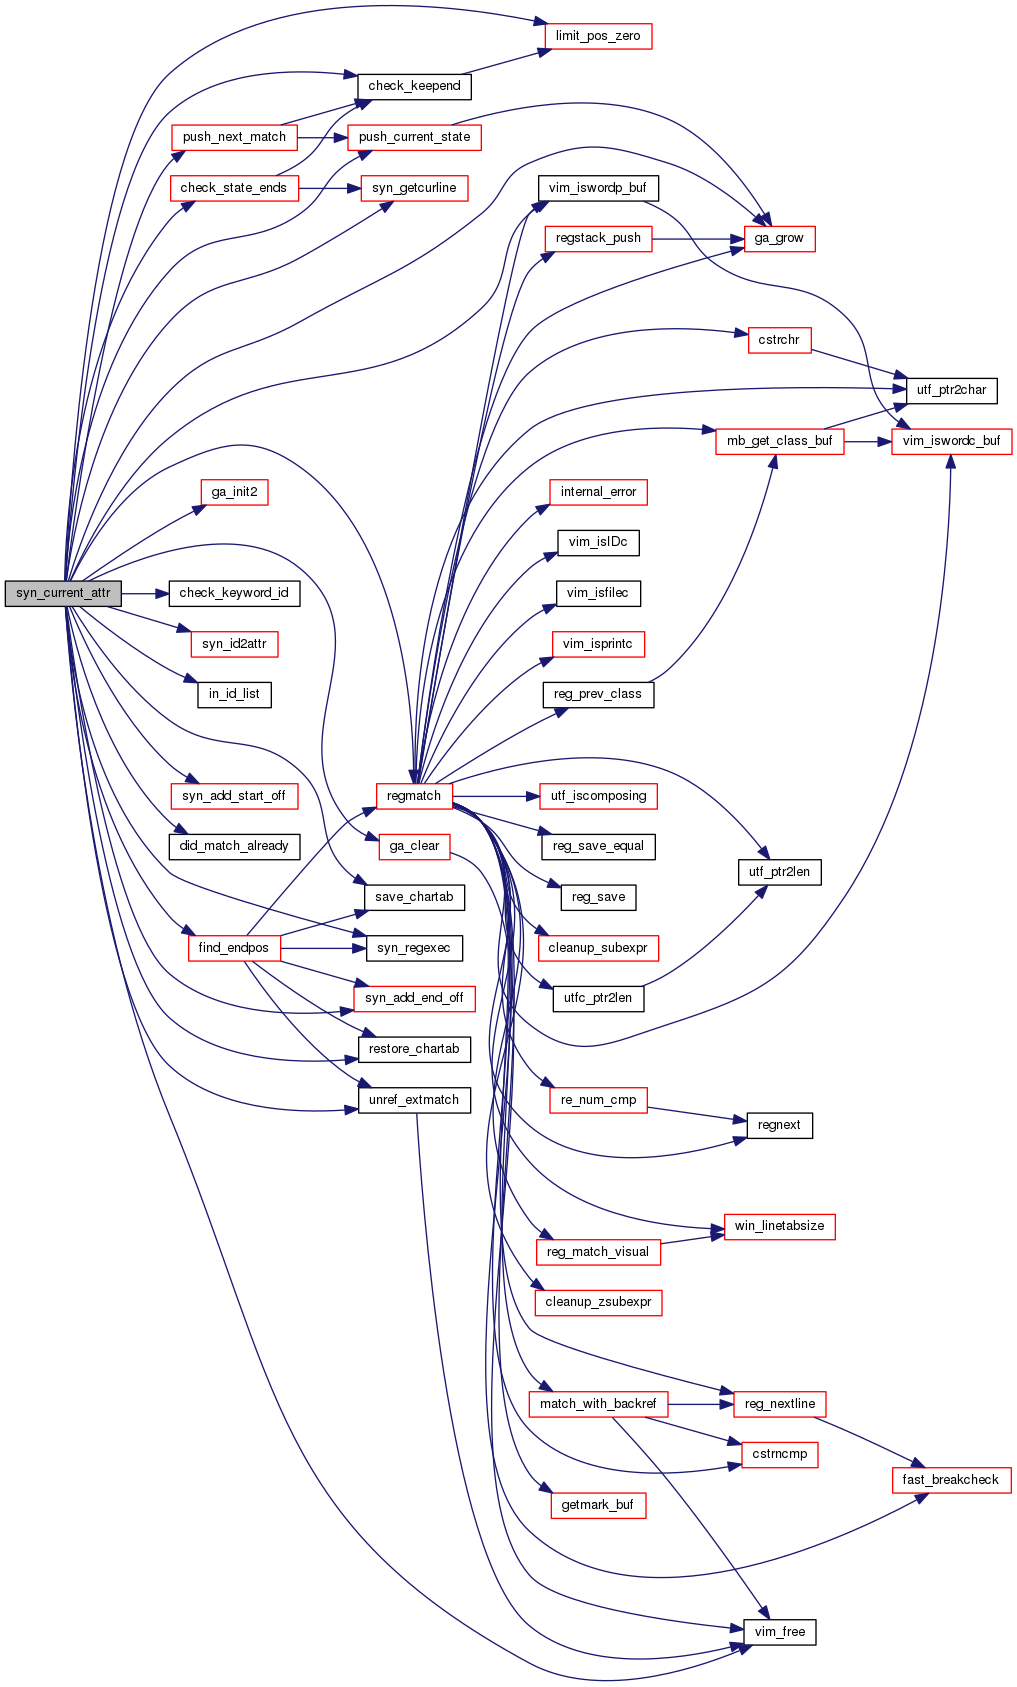 limit_pos_zero
check_keepend
push_next_match
push_current_state
check_state_ends
syn_getcurline
vim_iswordp_buf
regstack_push
ga_grow
cstrchr
utf_ptr2char
mb_get_class_buf
vim_iswordc_buf
ga_init2
internal_error
vim_isIDc
syn_current_attr
check_keyword_id
vim_isfilec
syn_id2attr
vim_isprintc
in_id_list
reg_prev_class
syn_add_start_off
regmatch
utf_iscomposing
did_match_already
ga_clear
reg_save_equal
utf_ptr2len
save_chartab
reg_save
find_endpos
syn_regexec
cleanup_subexpr
syn_add_end_off
utfc_ptr2len
restore_chartab
unref_extmatch
re_num_cmp
regnext
win_linetabsize
reg_match_visual
cleanup_zsubexpr
match_with_backref
reg_nextline
cstrncmp
fast_breakcheck
getmark_buf
vim_free